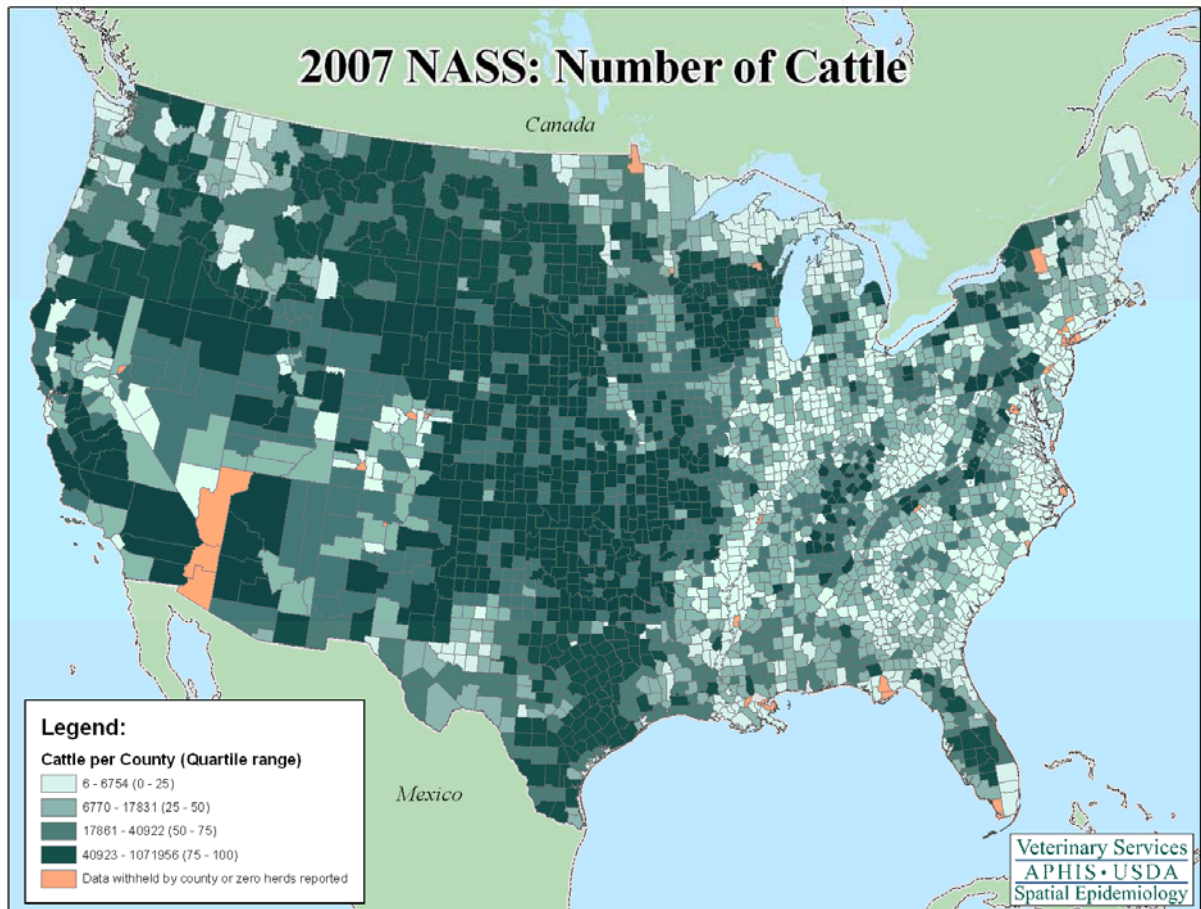 2007 NASS: Number of Cattle
Canada
Mexico
Legend:
Cattle per County (Quartile range)
6 - 6754 (0 - 25)
6770 - 17831 (25 - 50)
17861 - 40922 (50 - 75)
40923 - 1071956 (75 - 100)
Data withheld by county or zero herds reported
Veterinary Services
APHIS • USDA
Spatial Epidemiology